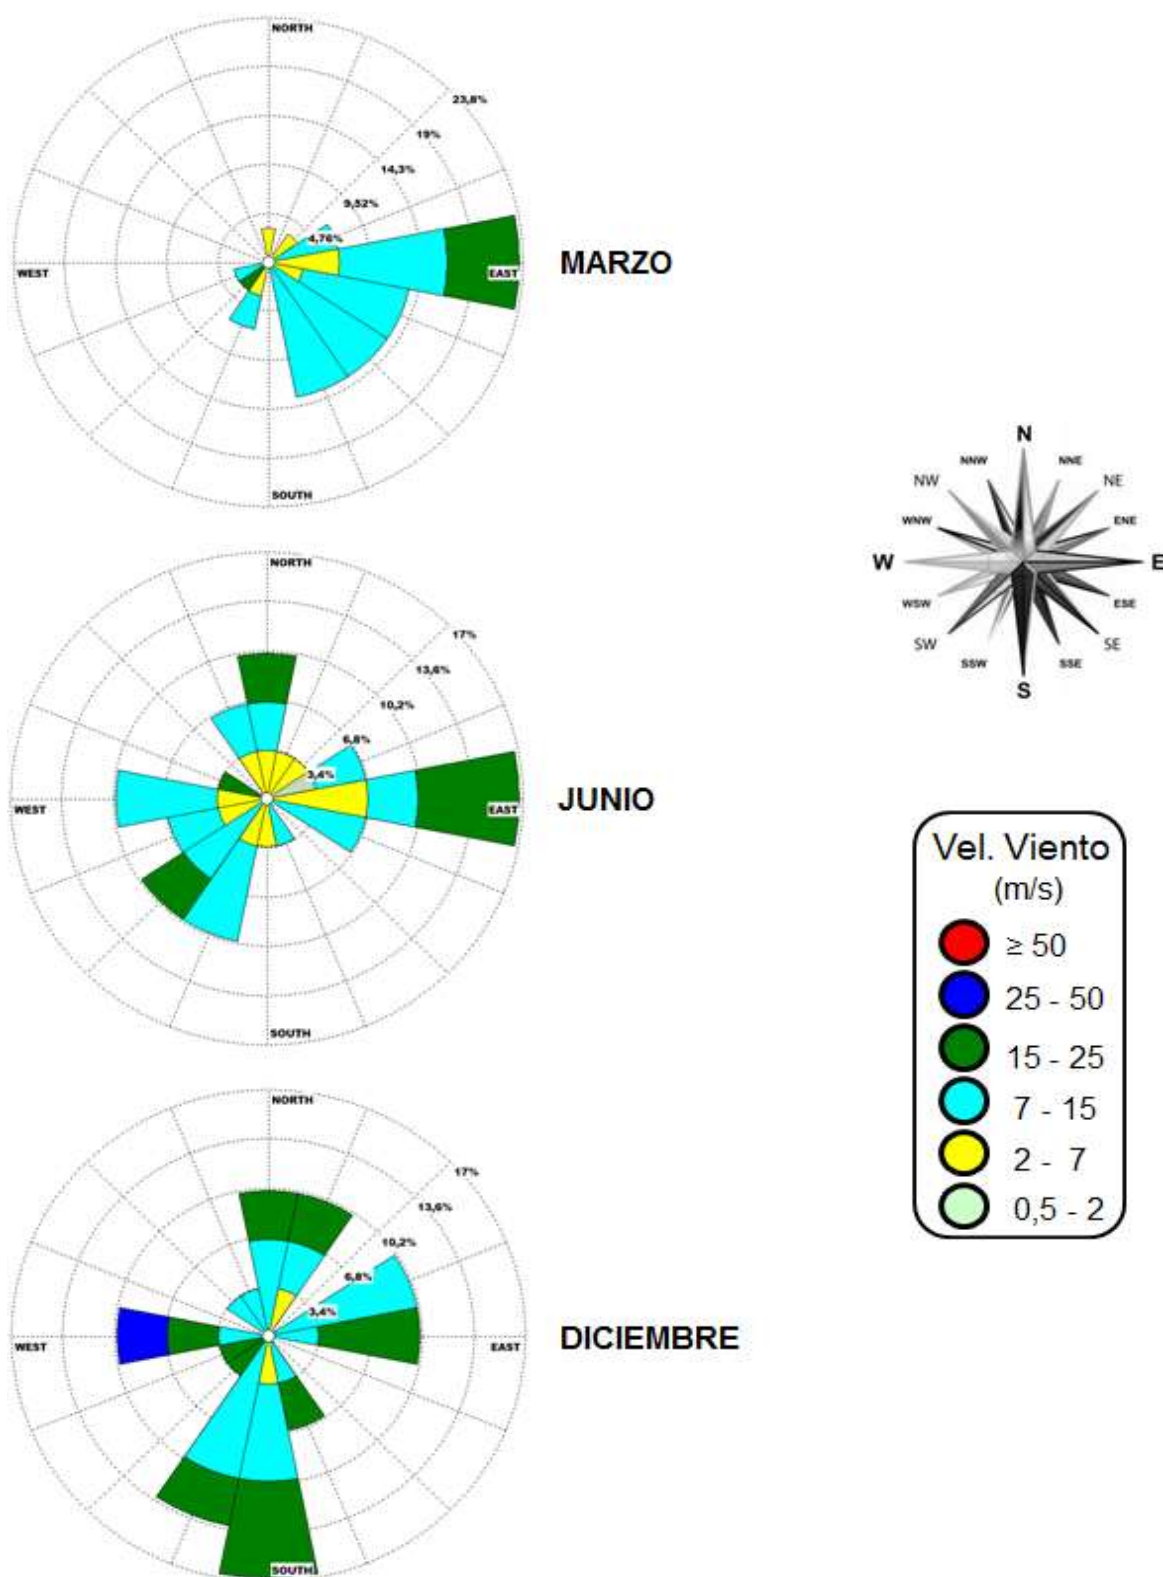 NORTH
23,8%
19%
14,3%
9,52%
4,76%
WEST
EAST
SOUTH
MARZO
N
NNW
NNE
NW
NE
WNW
ENE
W
E
WSW
ESE
SW
SE
SSW
SSE
S
NORTH
17%
13,6%
10,2%
6,8%
3,4%
WEST
EAST
SOUTH
JUNIO
Vel. Viento
(m/s)
≥ 50
25 - 50
15 - 25
7 - 15
2 - 7
0,5 - 2
NORTH
17%
13,6%
10,2%
6,8%
3,4%
WEST
EAST
SOUTH
DICIEMBRE